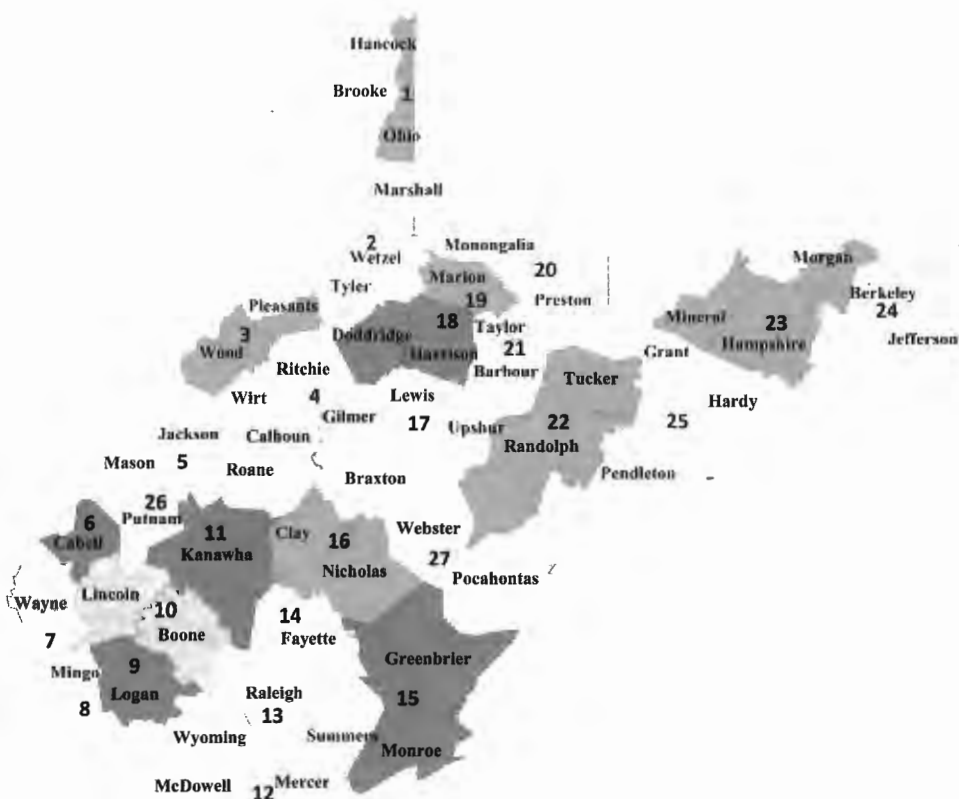 Hancock
Brooke 1
Ohio
Marshall
2
Wetzel
Monongalia
20
Marion
Tyler
Preston
19
Pleasants
3
Wood
Doddridge
18
Harrison
Taylor
21
Barbour
Ritchie
Wirt
4
Gilmer
Lewis
17
Upshur
Morgan
Berkeley
24
Jefferson
Mineral
23
Hampshire
Grant
Tucker
Hardy
25
22
Randolph
Pendleton
Jackson
Calhoun
Mason 5
Roane
Braxton
26
Putnam
6
Cabell
11
Kanawha
Clay
16
Nicholas
Webster
27
Pocahontas
Wayne
Lincoln
10
Boone
7
14
Fayette
Greenbrier
Mingo
9
Logan
8
Raleigh
13
15
Wyoming
Summers
Monroe
McDowell
12
Mercer